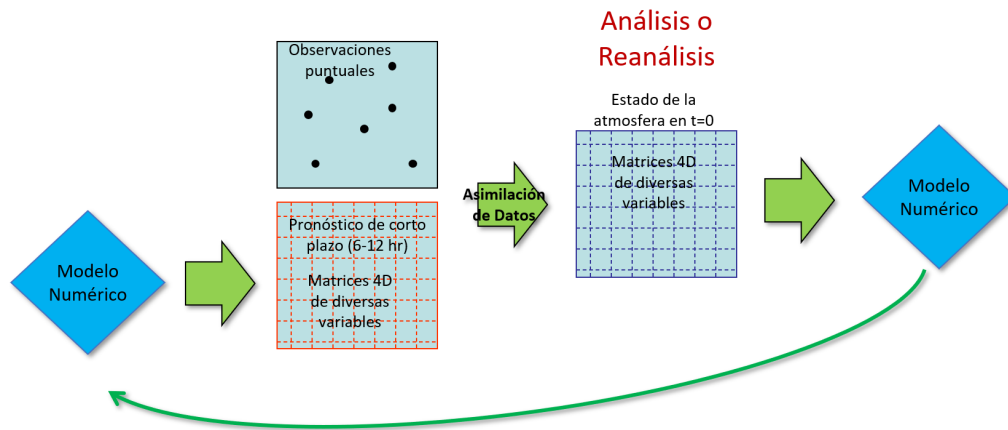 Modelo
Numérico
Observaciones
puntuales
Pronóstico de corto
plazo (6-12 hr)
Matrices 4D
de diversas
variables
Asimilación
de Datos
Análisis o
Reanálisis
Estado de la
atmosfera en t=0
Matrices 4D
de diversas
variables
Modelo
Numérico